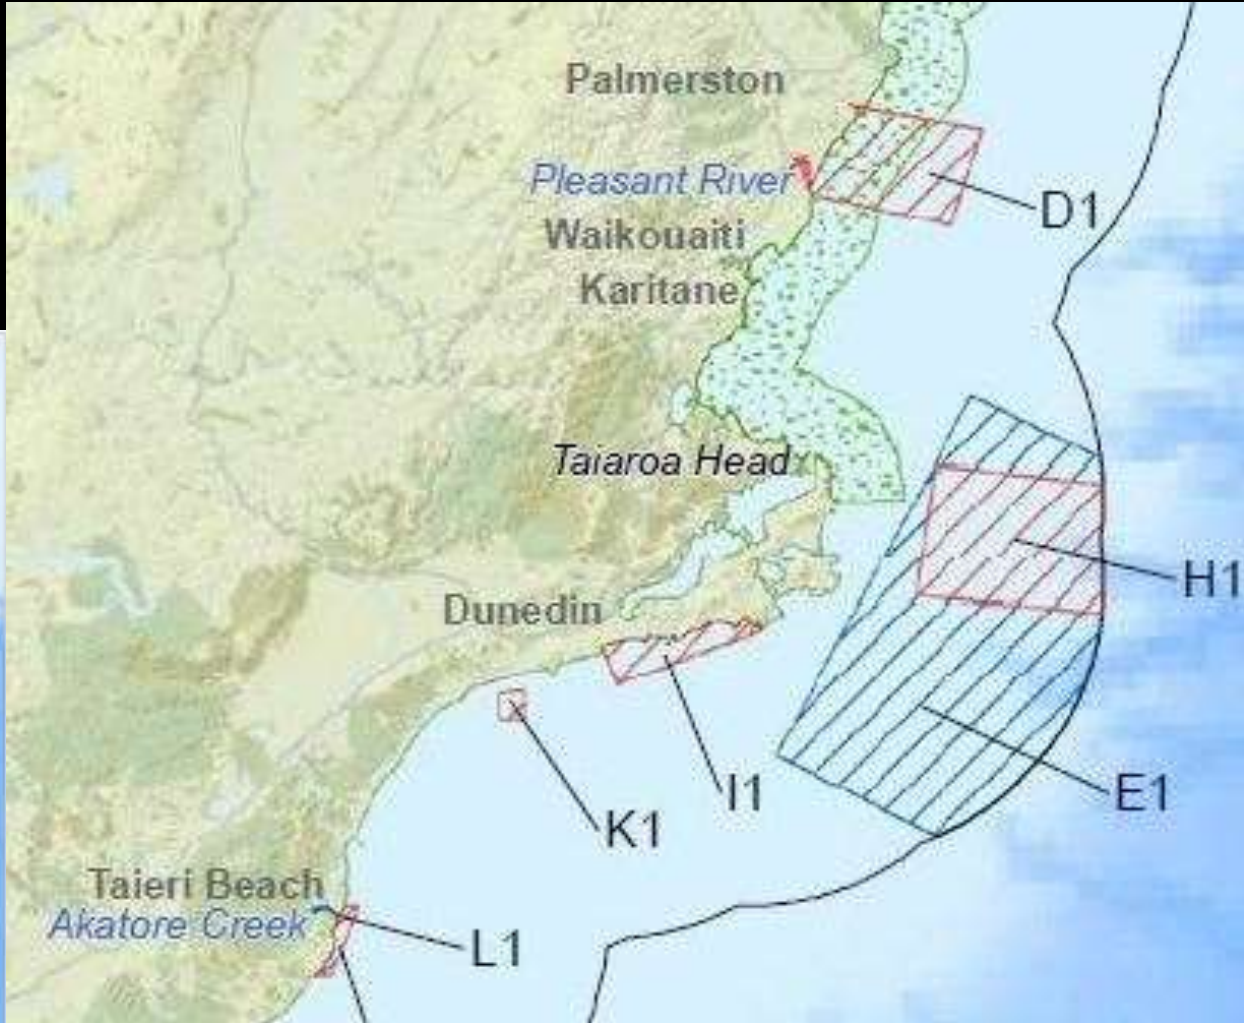 Palmerston
Pleasant River
D1
Waikouaiti
Karitane
Taiaroa Head
H1
Dunedin
I1
E1
K1
Taieri Beach
Akatore Creek
L1